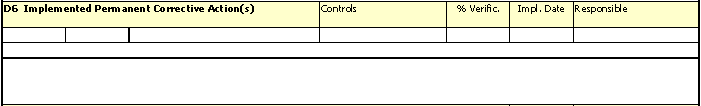 D6 Implemented Permanent Corrective Action(s) Controls % Verific. Impl. Date Responsible